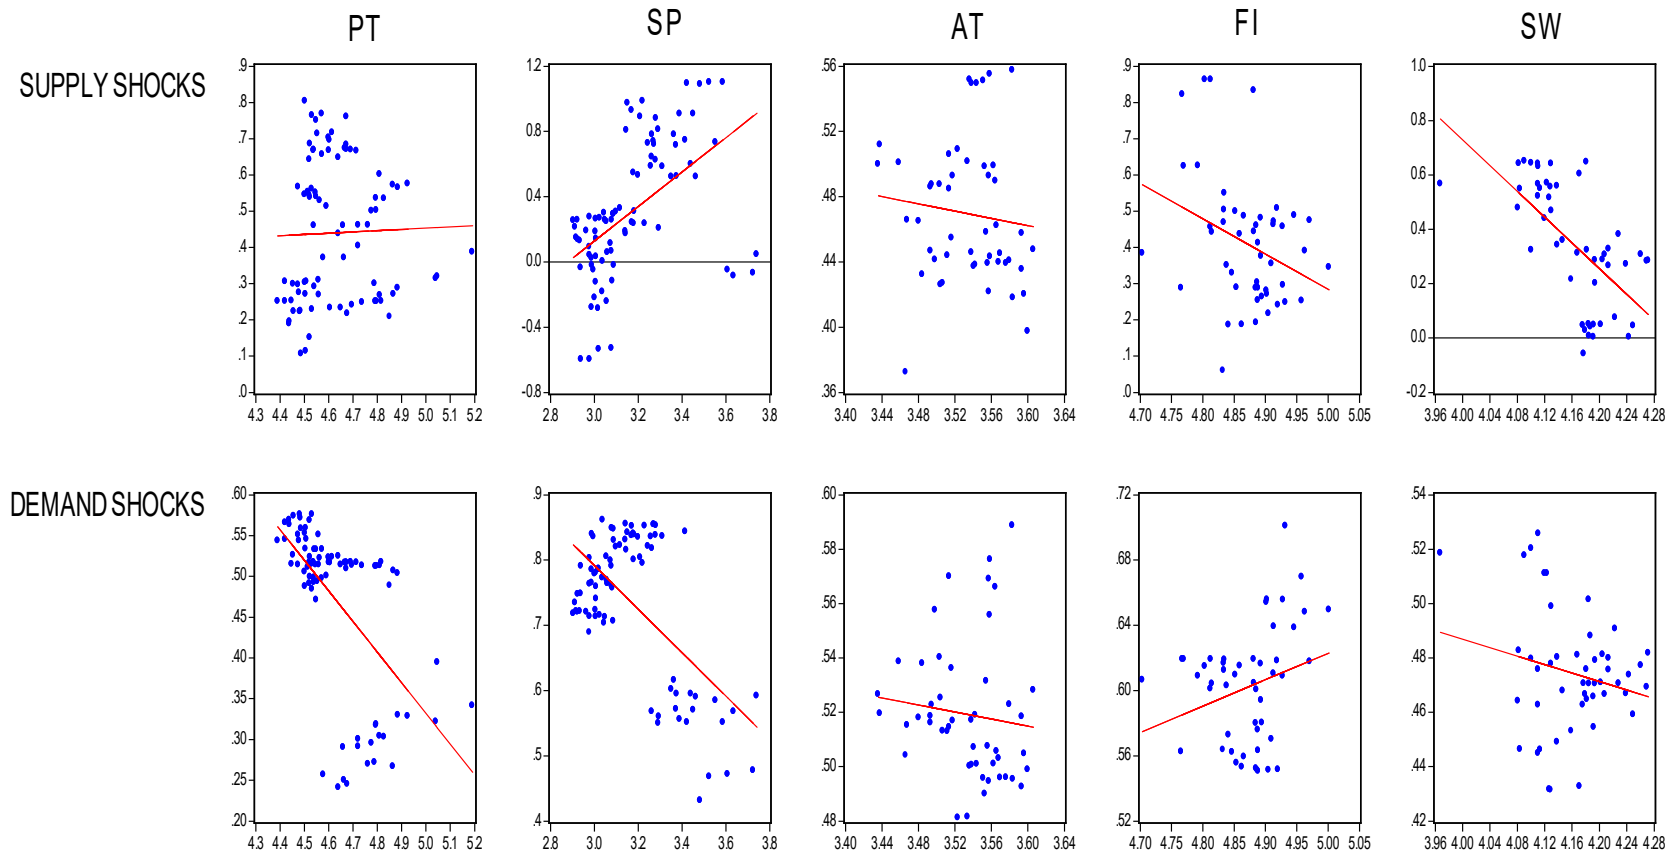 PT SP AT FI SW
SUPPLY SHOCKS
.9 1.2 .56 .9 1.0
.8 0.8 .52 .8 0.8
.7 0.4 .48 .7 0.6
.6 0.0 .44 .6 0.4
.5 -0.4 .40 .5 0.2
.4 -0.8 .36 .4 0.0
.3 .3 -0.2
.2 .2
.1 .1
.0 .0
4.3 4.4 4.5 4.6 4.7 4.8 4.9 5.0 5.1 5.2 2.8 3.0 3.2 3.4 3.6 3.8 3.40 3.44 3.48 3.52 3.56 3.60 3.64 4.70 4.75 4.80 4.85 4.90 4.95 5.00 5.05 3.96 4.00 4.04 4.08 4.12 4.16 4.20 4.24 4.28
DEMAND SHOCKS
.60 .9 .60 .72 .54
.55 .8 .58 .68 .52
.50 .7 .56 .64 .50
.45 .6 .54 .60 .48
.40 .5 .52 .56 .46
.35 .4 .50 .52 .44
.30 .48 .42
.25
.20
4.3 4.4 4.5 4.6 4.7 4.8 4.9 5.0 5.1 5.2 2.8 3.0 3.2 3.4 3.6 3.8 3.40 3.44 3.48 3.52 3.56 3.60 3.64 4.70 4.75 4.80 4.85 4.90 4.95 5.00 5.05 3.96 4.00 4.04 4.08 4.12 4.16 4.20 4.24 4.28